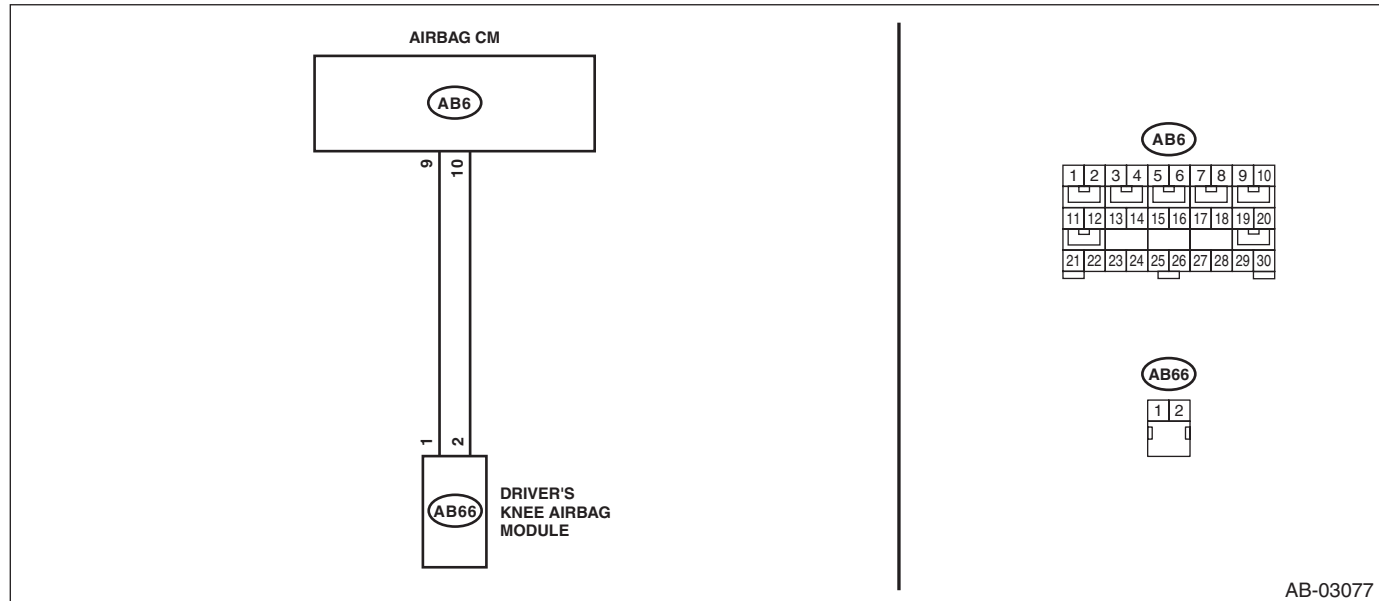 AIRBAG CM
AB6
9 10
1 2
AB66
DRIVER'S
KNEE AIRBAG
MODULE
AB6
1 2 3 4 5 6 7 8 9 10
11 12 13 14 15 16 17 18 19 20
21 22 23 24 25 26 27 28 29 30
AB66
1 2
AB-03077